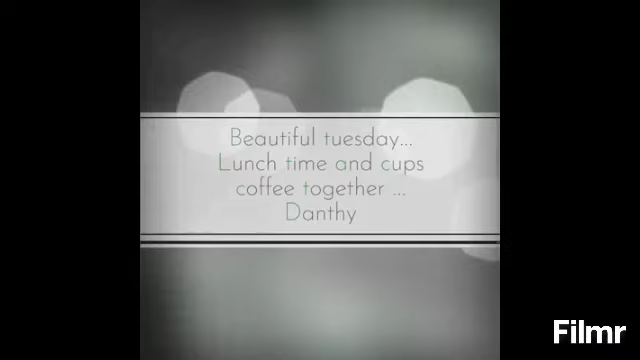 Beautiful tuesday...
Lunch time and cups
coffee together ...
Danthy
Filmr